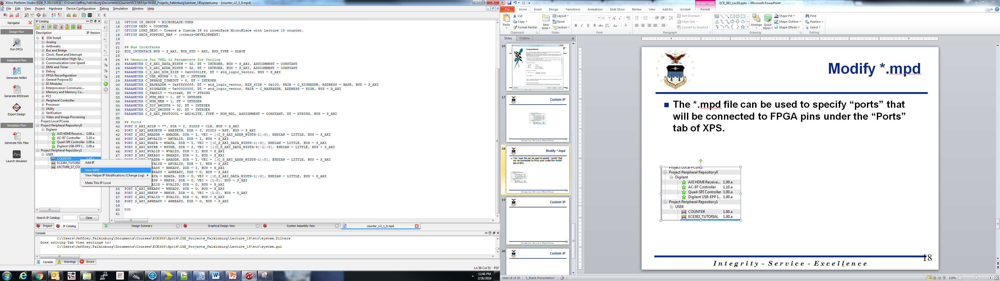 Xilinx Platform Studio (EDK_P.20131013) - C:\Users\Jeffrey.Falkinburg\Documents\Courses\ECE383\Spr16\ISE_Projects_Falkinburg\Lecture_18\system.xmp - [counter_v2_1_0.mpd]
File Edit View Project Hardware Device Configuration Debug Simulation Window Help
Navigator
Design Flow
Run DRCs
Implement Flow
Generate Netlist
Generate BitStream
Export Design
Simulation Flow
Generate HDL Files
Launch Simulator
IP Catalog
Description IP Version
EDK Install
Analog
Arithmetic
Bus and Bridge
Clock, Reset and Interrupt
Communication High-Sp...
Communication Low-Speed
DMA and Timer
Debug
FPGA Reconfiguration
General Purpose IO
IO Modules
Interprocessor Communic...
Memory and Memory Co...
PCI
Peripheral Controller
Processor
Utility
Verification
Video and Image Processing
Project Local PCores
Project Peripheral Repository0
Digilent
AXI HDMI Receive... 1.00.a
AC-97 Controller 1.10.a
Quad-SPI Controller 1.00.a
Digilent USB-EPP I... 1.00.a
Project Peripheral Repository1
USER
COUNTER 1.00.a
ECE383_TUTORIA
LECTURE_17_CO
Add IP
View MPD
View Helper IP Modifications (Change Log)
Make This IP Local
Search IP Catalog: Clear
Project IP Catalog
15 OPTION IP_GROUP = MICROBLAZE:USER
16 OPTION DESC = COUNTER
17 OPTION LONG_DESC = Create a Custom IP to interface MicroBlace with Lecture 10 counter.
18 OPTION ARCH_SUPPORT_MAP = (others=DEVELOPMENT)
19
20
21 ## Bus Interfaces
22 BUS_INTERFACE BUS = S_AXI, BUS_STD = AXI, BUS_TYPE = SLAVE
23
24 ## Generics for VHDL or Parameters for Verilog
25 PARAMETER C_S_AXI_DATA_WIDTH = 32, DT = INTEGER, BUS = S_AXI, ASSIGNMENT = CONSTANT
26 PARAMETER C_S_AXI_ADDR_WIDTH = 32, DT = INTEGER, BUS = S_AXI, ASSIGNMENT = CONSTANT
27 PARAMETER C_S_AXI_MIN_SIZE = 0x000001ff, DT = std_logic_vector, BUS = S_AXI
28 PARAMETER C_USE_WSTRB = 0, DT = INTEGER
29 PARAMETER C_DPHASE_TIMEOUT = 8, DT = INTEGER
30 PARAMETER C_BASEADDR = 0xffffffff, DT = std_logic_vector, MIN_SIZE = 0x100, PAIR = C_HIGHADDR, ADDRESS = BASE, BUS = S_AXI
31 PARAMETER C_HIGHADDR = 0x00000000, DT = std_logic_vector, PAIR = C_BASEADDR, ADDRESS = HIGH, BUS = S_AXI
32 PARAMETER C_FAMILY = virtex6, DT = STRING
33 PARAMETER C_NUM_REG = 1, DT = INTEGER
34 PARAMETER C_NUM_MEM = 1, DT = INTEGER
35 PARAMETER C_SLV_AWIDTH = 32, DT = INTEGER
36 PARAMETER C_SLV_DWIDTH = 32, DT = INTEGER
37 PARAMETER C_S_AXI_PROTOCOL = AXI4LITE, TYPE = NON_HDL, ASSIGNMENT = CONSTANT, DT = STRING, BUS = S_AXI
38
39 ## Ports
40 PORT S_AXI_ACLK = "", DIR = I, SIGIS = CLK, BUS = S_AXI
41 PORT S_AXI_ARESETN = ARESETN, DIR = I, SIGIS = RST, BUS = S_AXI
42 PORT S_AXI_AWADDR = AWADDR, DIR = I, VEC = [(C_S_AXI_ADDR_WIDTH-1):0], ENDIAN = LITTLE, BUS = S_AXI
43 PORT S_AXI_AWVALID = AWVALID, DIR = I, BUS = S_AXI
44 PORT S_AXI_WDATA = WDATA, DIR = I, VEC = [(C_S_AXI_DATA_WIDTH-1):0], ENDIAN = LITTLE, BUS = S_AXI
45 PORT S_AXI_WSTRB = WSTRB, DIR = I, VEC = [((C_S_AXI_DATA_WIDTH/8)-1):0], ENDIAN = LITTLE, BUS = S_AXI
46 PORT S_AXI_WVALID = WVALID, DIR = I, BUS = S_AXI
47 PORT S_AXI_BREADY = BREADY, DIR = I, BUS = S_AXI
ARADDR = ARADDR, DIR = I, VEC = [(C_S_AXI_ADDR_WIDTH-1):0], ENDIAN = LITTLE, BUS = S_AXI
ARVALID = ARVALID, DIR = I, BUS = S_AXI
READY = RREADY, DIR = I, BUS = S_AXI
READY = ARREADY, DIR = O, BUS = S_AXI
DATA = RDATA, DIR = O, VEC = [(C_S_AXI_DATA_WIDTH-1):0], ENDIAN = LITTLE, BUS = S_AXI
ESP = RRESP, DIR = O, VEC = [1:0], BUS = S_AXI
ALID = RVALID, DIR = O, BUS = S_AXI
55 PORT S_AXI_WREADY = WREADY, DIR = O, BUS = S_AXI
56 PORT S_AXI_BRESP = BRESP, DIR = O, VEC = [1:0], BUS = S_AXI
57 PORT S_AXI_BVALID = BVALID, DIR = O, BUS = S_AXI
58 PORT S_AXI_AWREADY = AWREADY, DIR = O, BUS = S_AXI
59
60 END
61
Design Summary Graphical Design View System Assembly View counter_v2_1_0.mpd
Console
C:\Users\Jeffrey.Falkinburg\Documents\Courses\ECE383\Spr16\ISE_Projects_Falkinburg\Lecture_18\etc\system.filters
Done writing Tab View settings to:
C:\Users\Jeffrey.Falkinburg\Documents\Courses\ECE383\Spr16\ISE_Projects_Falkinburg\Lecture_18\etc\system.gui
Console Warnings Errors
Ln 58 Col 51 PSF
12:46 PM
2/26/2016
Picture Tools
ECE_383_Lec18.pptx - Microsoft PowerPoint
File Home Insert Design Transitions Animations Slide Show Review View Add-Ins Acrobat Format
Paste
Cut
Copy
Format Painter
Clipboard
New Slide
Layout
Reset
Section
Slides
24
Font
Text Direction
Align Text
Convert to SmartArt
Paragraph
Arrange
Quick Styles
Shape Fill
Shape Outline
Shape Effects
Drawing
Find
Replace
Select
Editing
Slides Outline
16
Congratulations!
17
Custom IP
Integrity - Service - Excellence
18
Modify *.mpd
The *.mpd file can be used to specify "ports" that
will be connected to FPGA pins under the "Ports"
tab of XPS.
Integrity - Service - Excellence
19
Custom IP
Integrity - Service - Excellence
20
Custom IP
Modify *.mpd
The *.mpd file can be used to specify “ports” that
will be connected to FPGA pins under the “Ports”
tab of XPS.
Project Local PCores
Project Peripheral Repository0
Digilent
AXI HDMI Receive... 1.00.a
AC-97 Controller 1.10.a
Quad-SPI Controller 1.00.a
Digilent USB-EPP I... 1.00.a
Project Peripheral Repository1
USER
COUNTER 1.00.a
ECE383_TUTORIAL 1.00.a
18
Integrity - Service - Excellence
Slide 18 of 20 "1_Blank Presentation" 119%